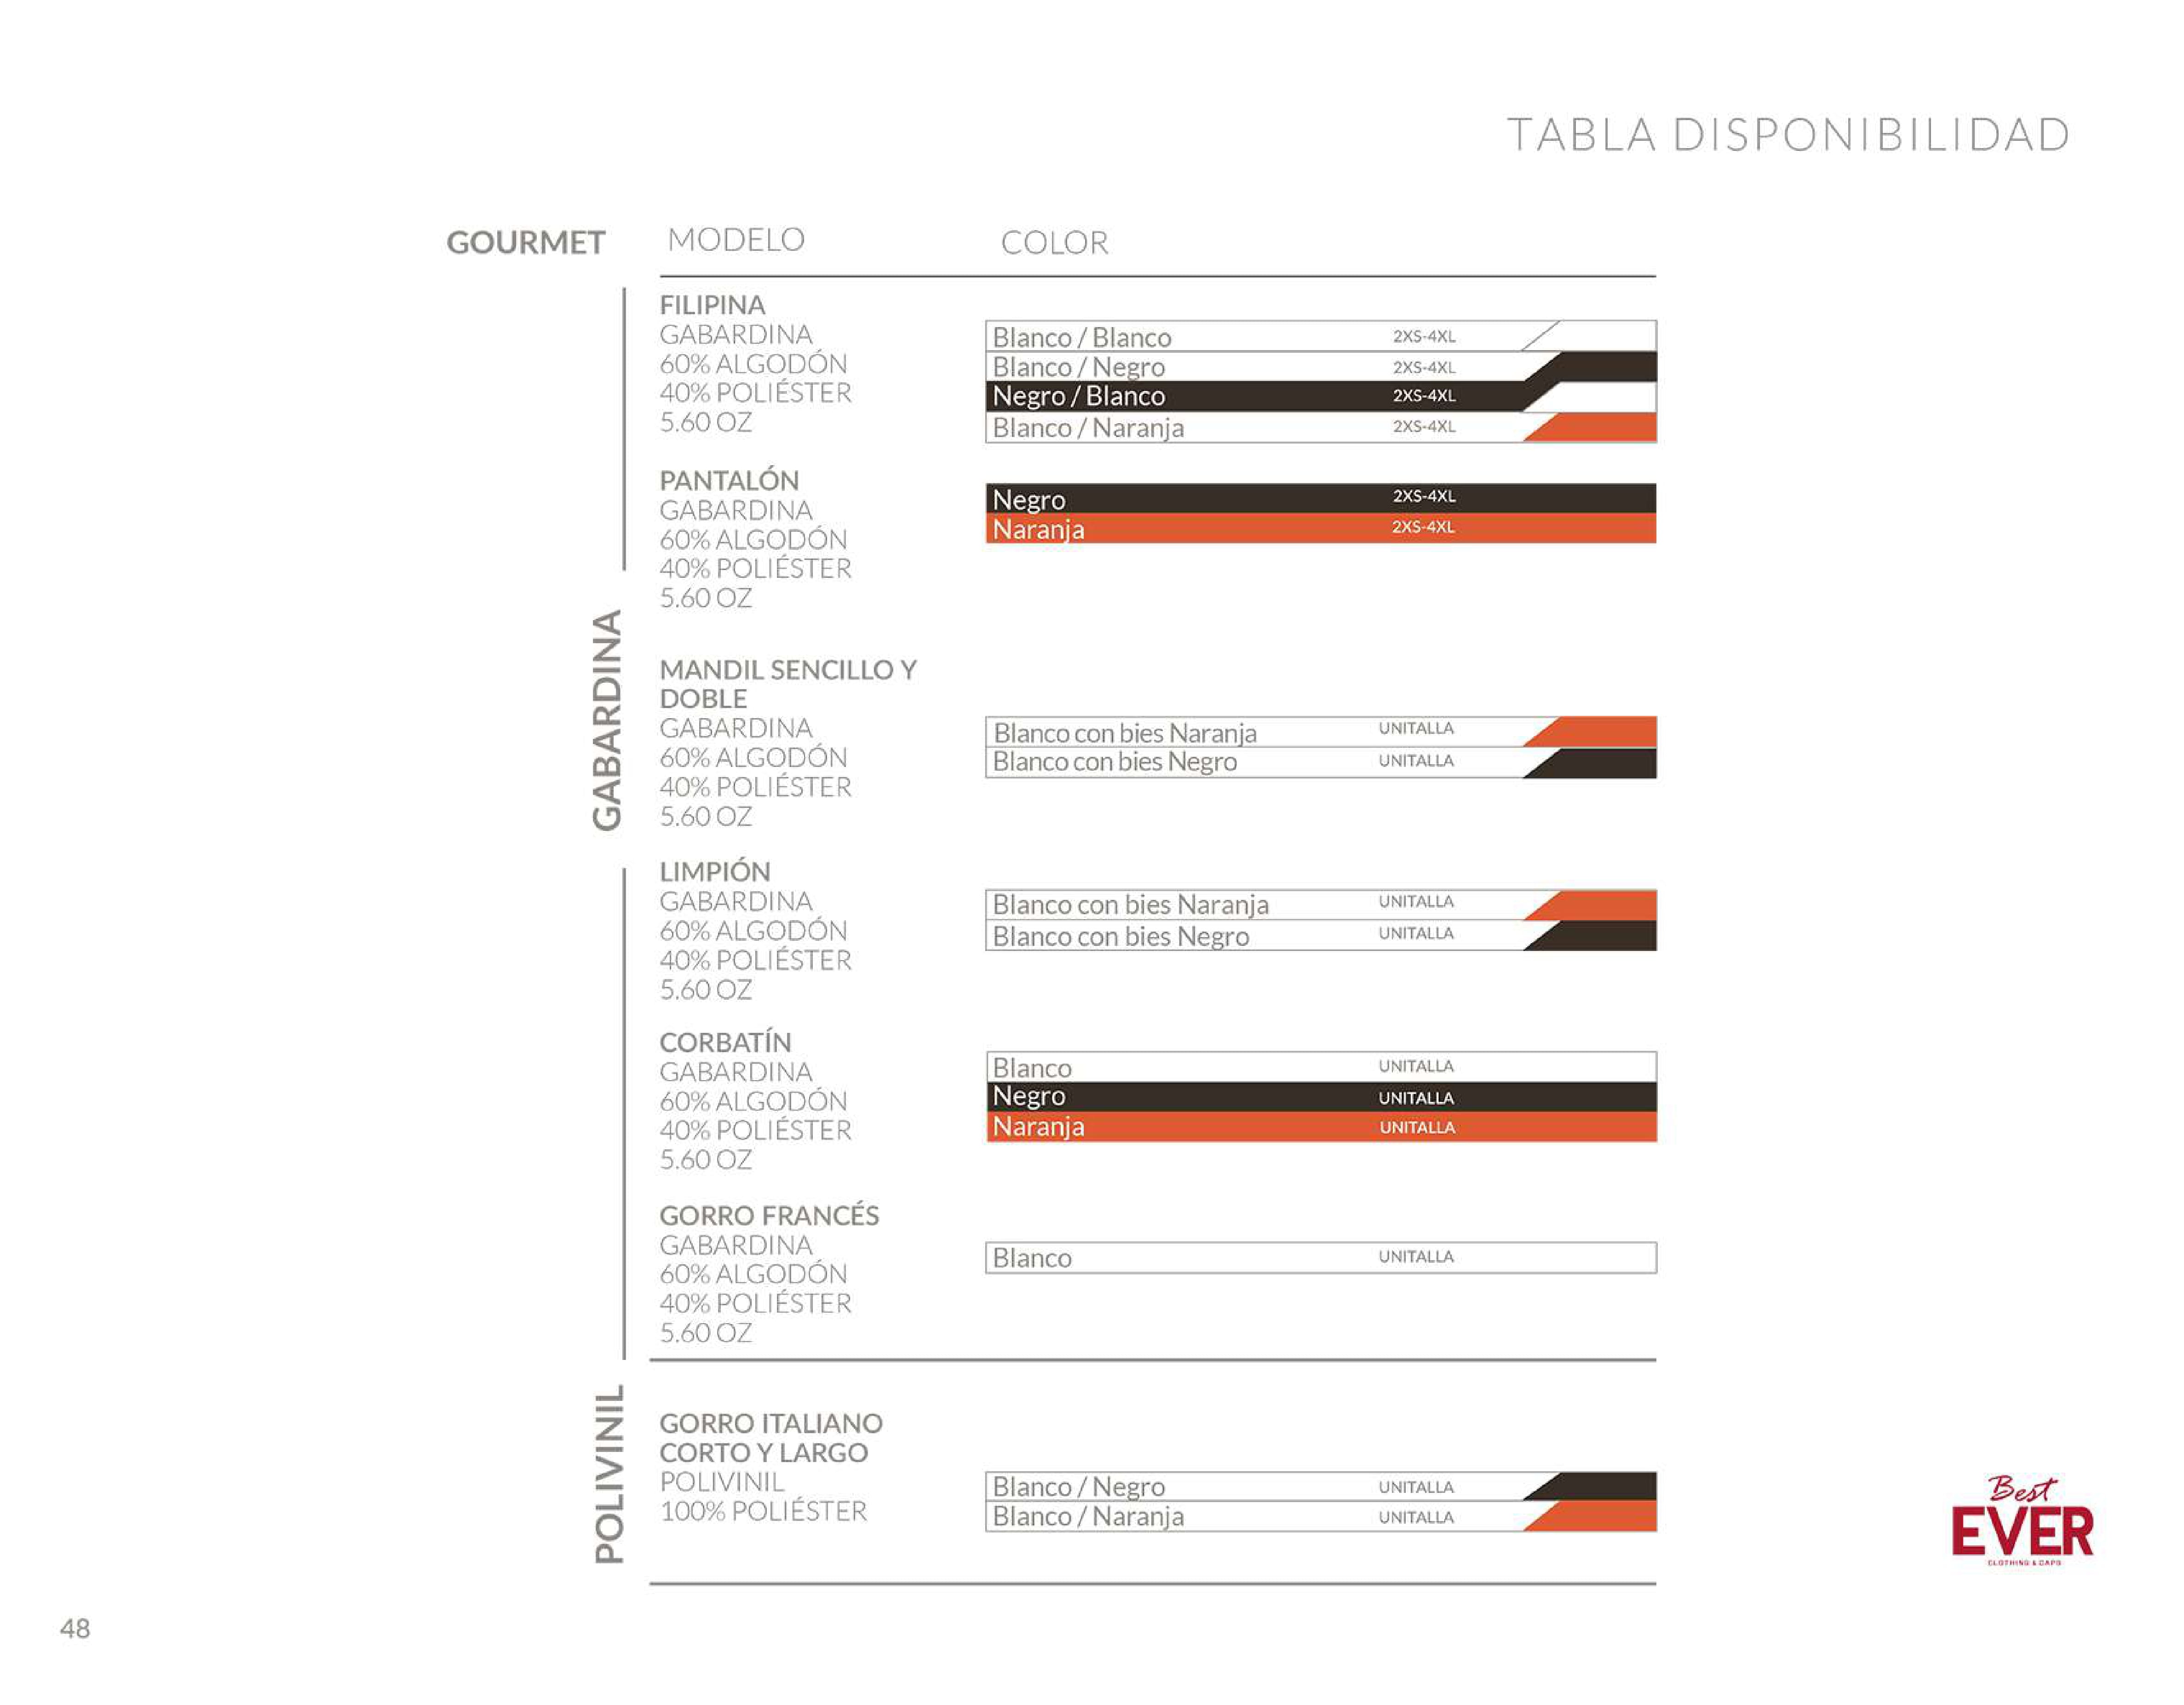 TABLA DISPONIBILIDAD
GOURMET MODELO COLOR
GABARDINA
FILIPINA
GABARDINA
60% ALGODÓN
40% POLIÉSTER
5.60 OZ
Blanco / Blanco 2XS-4XL
Blanco / Negro 2XS-4XL
Negro / Blanco 2XS-4XL
Blanco / Naranja 2XS-4XL
PANTALÓN
GABARDINA
60% ALGODÓN
40% POLIÉSTER
5.60 OZ
Negro 2XS-4XL
Naranja 2XS-4XL
MANDIL SENCILLO Y
DOBLE
GABARDINA
60% ALGODÓN
40% POLIÉSTER
5.60 OZ
Blanco con bies Naranja UNITALLA
Blanco con bies Negro UNITALLA
LIMPIÓN
GABARDINA
60% ALGODÓN
40% POLIÉSTER
5.60 OZ
Blanco con bies Naranja UNITALLA
Blanco con bies Negro UNITALLA
CORBATÍN
GABARDINA
60% ALGODÓN
40% POLIÉSTER
5.60 OZ
Blanco UNITALLA
Negro UNITALLA
Naranja UNITALLA
GORRO FRANCÉS
GABARDINA
60% ALGODÓN
40% POLIÉSTER
5.60 OZ
Blanco UNITALLA
POLIVINIL
GORRO ITALIANO
CORTO Y LARGO
POLIVINIL
100% POLIÉSTER
Blanco / Negro UNITALLA
Blanco / Naranja UNITALLA
Best
EVER
CLOTHING & CAPS
48